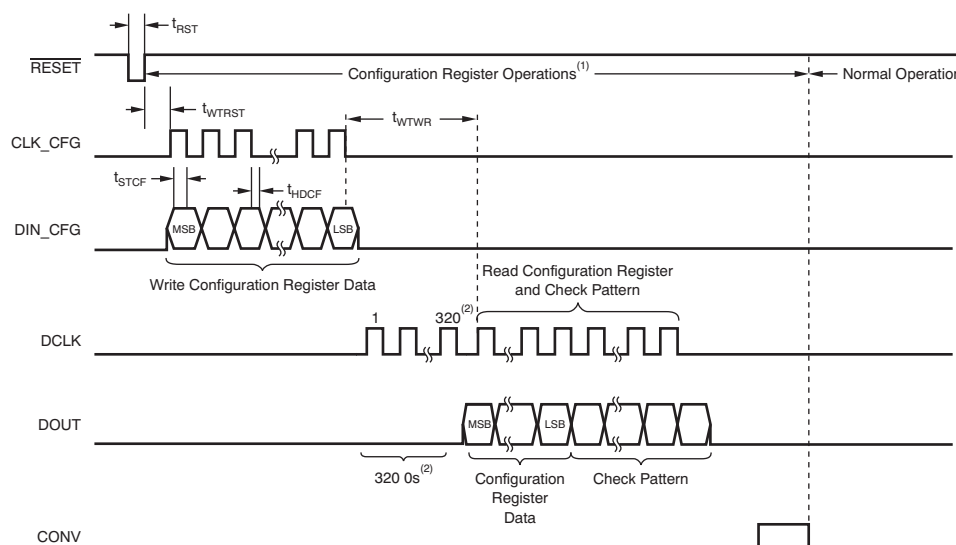 tRST
RESET
Configuration Register Operations(1)
Normal Operation
tWTRST
tWTWR
CLK_CFG
tSTCF
tHDCF
DIN_CFG
MSB
LSB
Write Configuration Register Data
Read Configuration Register
and Check Pattern
1
320(2)
DCLK
DOUT
MSB
LSB
320 0s(2)
Configuration
Register
Data
Check Pattern
CONV